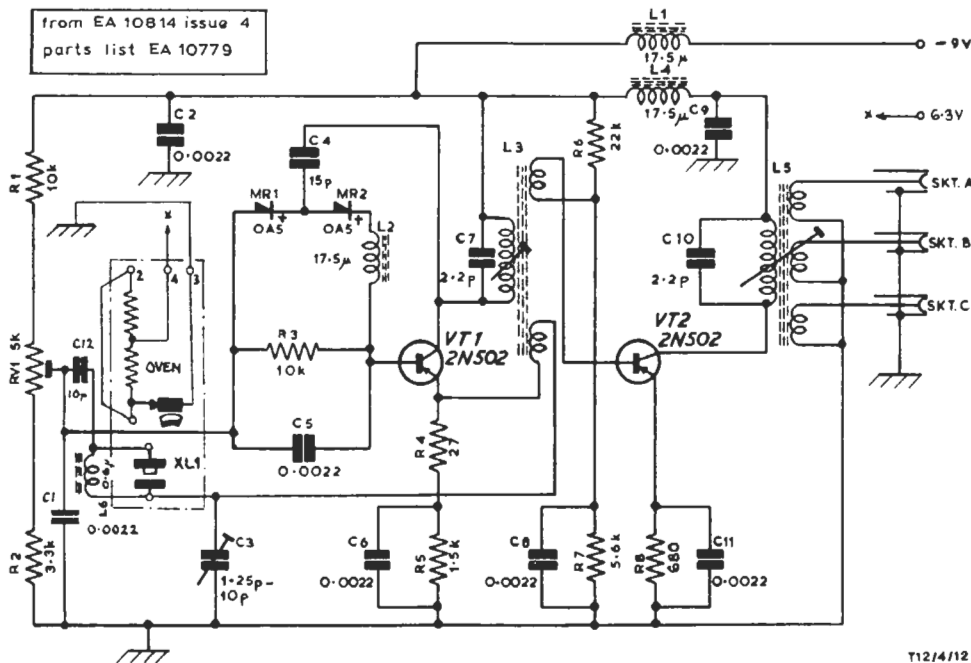 from EA 10814 issue 4
parts list EA 10779
L1
17.5µ
-9V
L4
17.5µ
C9
0.0022
x
6.3V
C2
0.0022
C4
15p
R1
10k
MR1
OA5
+
MR2
OA5
+
L2
17.5µ
C7
2.2p
L3
R6
22k
L5
C10
2.2p
SKT. A
SKT. B
SKT. C
x
2
4
3
OVEN
RV1 5k
C12
10p
R3
10k
VT1
2N502
VT2
2N502
C5
0.0022
R4
27
XL1
L6
0.6µ
C1
0.0022
R2
3.3k
C3
1.25p-
10p
C6
0.0022
R5
1.5k
C8
0.0022
R7
5.6k
R8
680
C11
0.0022
T12/4/12